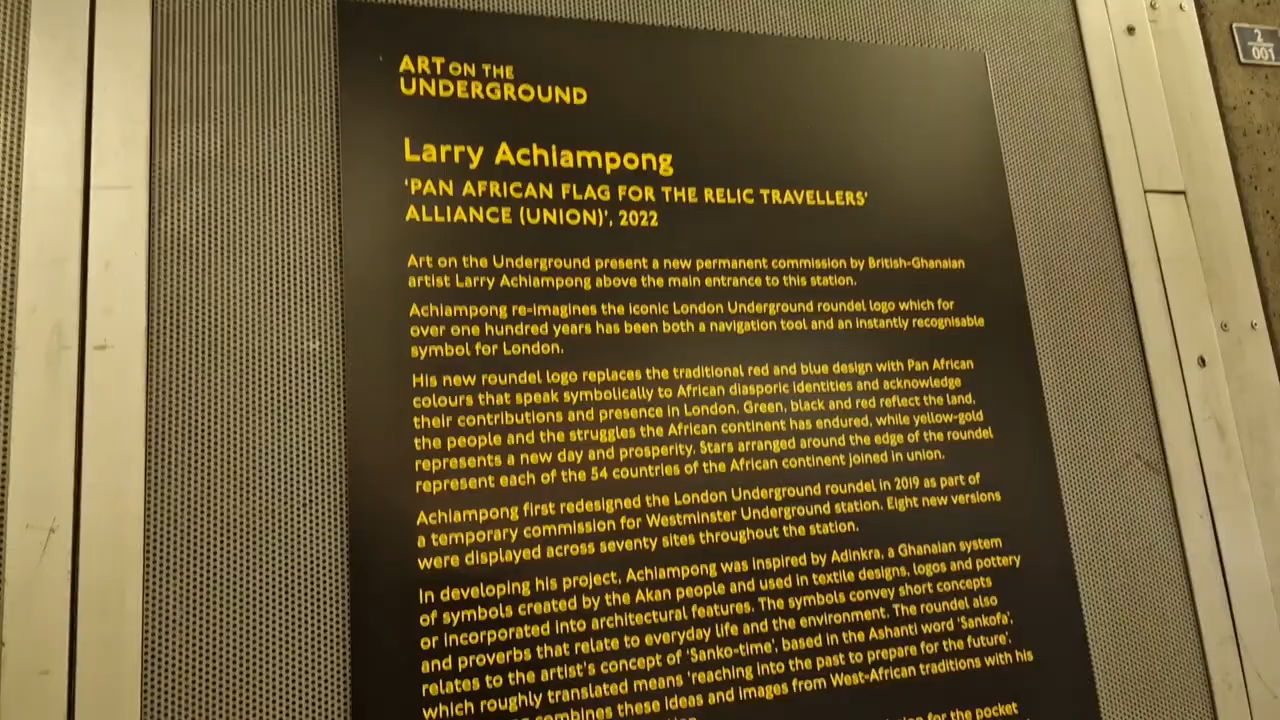 ART ON THE
UNDERGROUND
Larry Achiampong
'PAN AFRICAN FLAG FOR THE RELIC TRAVELLERS'
ALLIANCE (UNION)', 2022
Art on the Underground present a new permanent commission by British-Ghanaian
artist Larry Achiampong above the main entrance to this station.
Achiampong re-imagines the iconic London Underground roundel logo which for
over one hundred years has been both a navigation tool and an instantly recognisable
symbol for London.
His new roundel logo replaces the traditional red and blue design with Pan African
colours that speak symbolically to African diasporic identities and acknowledge
their contributions and presence in London. Green, black and red reflect the land,
the people and the struggles the African continent has endured, while yellow-gold
represents a new day and prosperity. Stars arranged around the edge of the roundel
represent each of the 54 countries of the African continent joined in union.
Achiampong first redesigned the London Underground roundel in 2019 as part of
a temporary commission for Westminster Underground station. Eight new versions
were displayed across seventy sites throughout the station.
In developing his project, Achiampong was inspired by Adinkra, a Ghanaian system
of symbols created by the Akan people and used in textile designs, logos and pottery
or incorporated into architectural features. The symbols convey short concepts
and proverbs that relate to everyday life and the environment. The roundel also
relates to the artist's concept of 'Sanko-time', based in the Ashanti word 'Sankofa',
which roughly translated means 'reaching into the past to prepare for the future'.
combines these ideas and images from West-African traditions with his
for the pocket
2
001